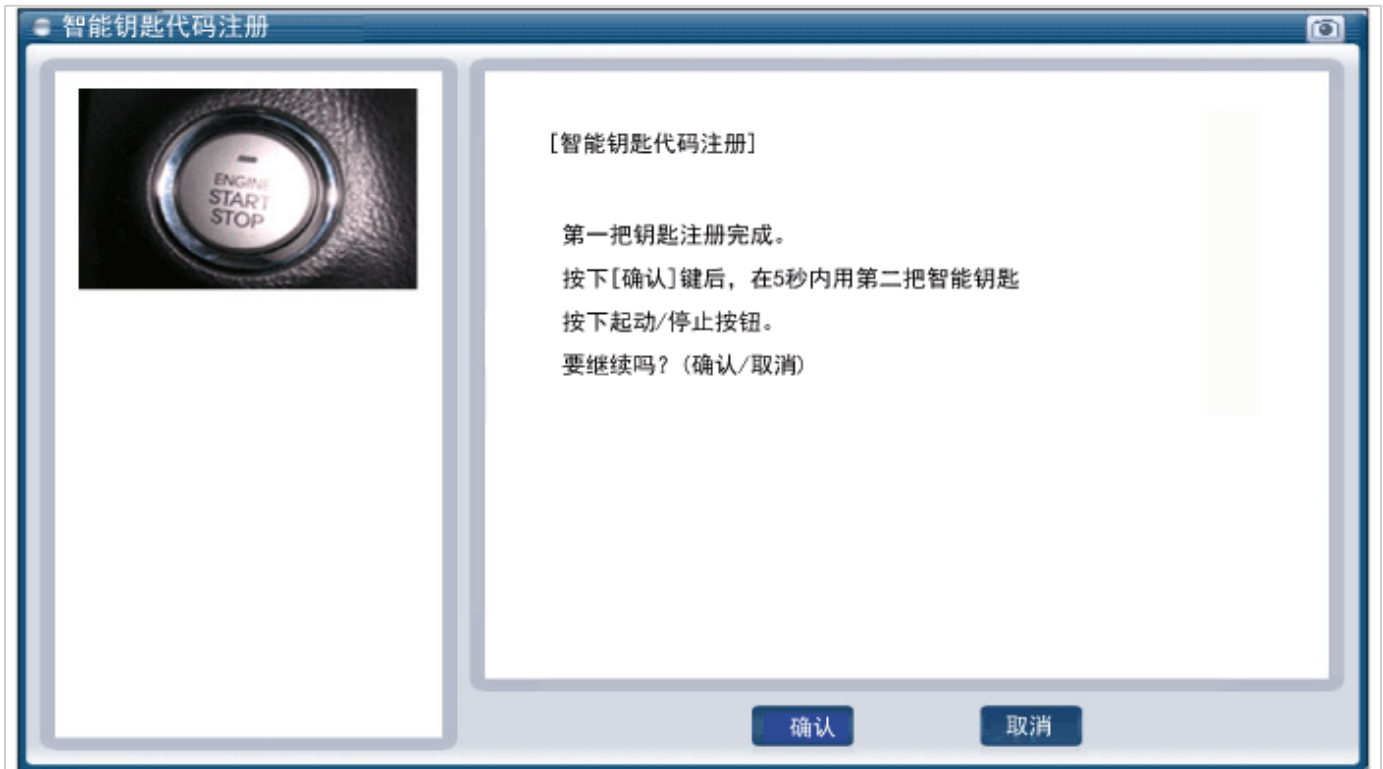 智能钥匙代码注册
ENGINE
START
STOP
[智能钥匙代码注册]
第一把钥匙注册完成。
按下[确认]键后，在5秒内用第二把智能钥匙
按下起动/停止按钮。
要继续吗？(确认/取消)
确认
取消